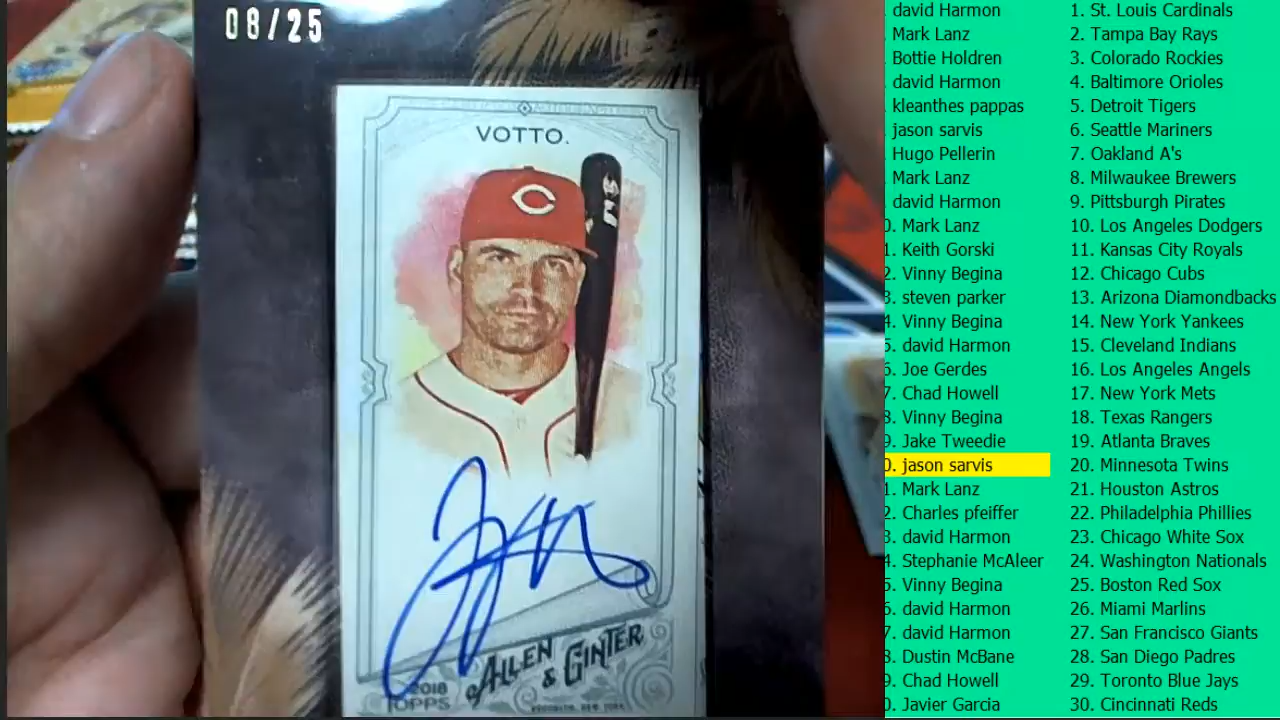 08/25
VOTTO.
2018
TOPPS
ALLEN
& GINTER
david Harmon
Mark Lanz
Bottie Holdren
david Harmon
kleanthes pappas
jason sarvis
Hugo Pellerin
Mark Lanz
david Harmon
0. Mark Lanz
1. Keith Gorski
2. Vinny Begina
3. steven parker
4. Vinny Begina
5. david Harmon
6. Joe Gerdes
7. Chad Howell
8. Vinny Begina
9. Jake Tweedie
0. jason sarvis
1. Mark Lanz
2. Charles pfeiffer
3. david Harmon
4. Stephanie McAleer
5. Vinny Begina
6. david Harmon
7. david Harmon
8. Dustin McBane
9. Chad Howell
0. Javier Garcia
1. St. Louis Cardinals
2. Tampa Bay Rays
3. Colorado Rockies
4. Baltimore Orioles
5. Detroit Tigers
6. Seattle Mariners
7. Oakland A's
8. Milwaukee Brewers
9. Pittsburgh Pirates
10. Los Angeles Dodgers
11. Kansas City Royals
12. Chicago Cubs
13. Arizona Diamondbacks
14. New York Yankees
15. Cleveland Indians
16. Los Angeles Angels
17. New York Mets
18. Texas Rangers
19. Atlanta Braves
20. Minnesota Twins
21. Houston Astros
22. Philadelphia Phillies
23. Chicago White Sox
24. Washington Nationals
25. Boston Red Sox
26. Miami Marlins
27. San Francisco Giants
28. San Diego Padres
29. Toronto Blue Jays
30. Cincinnati Reds